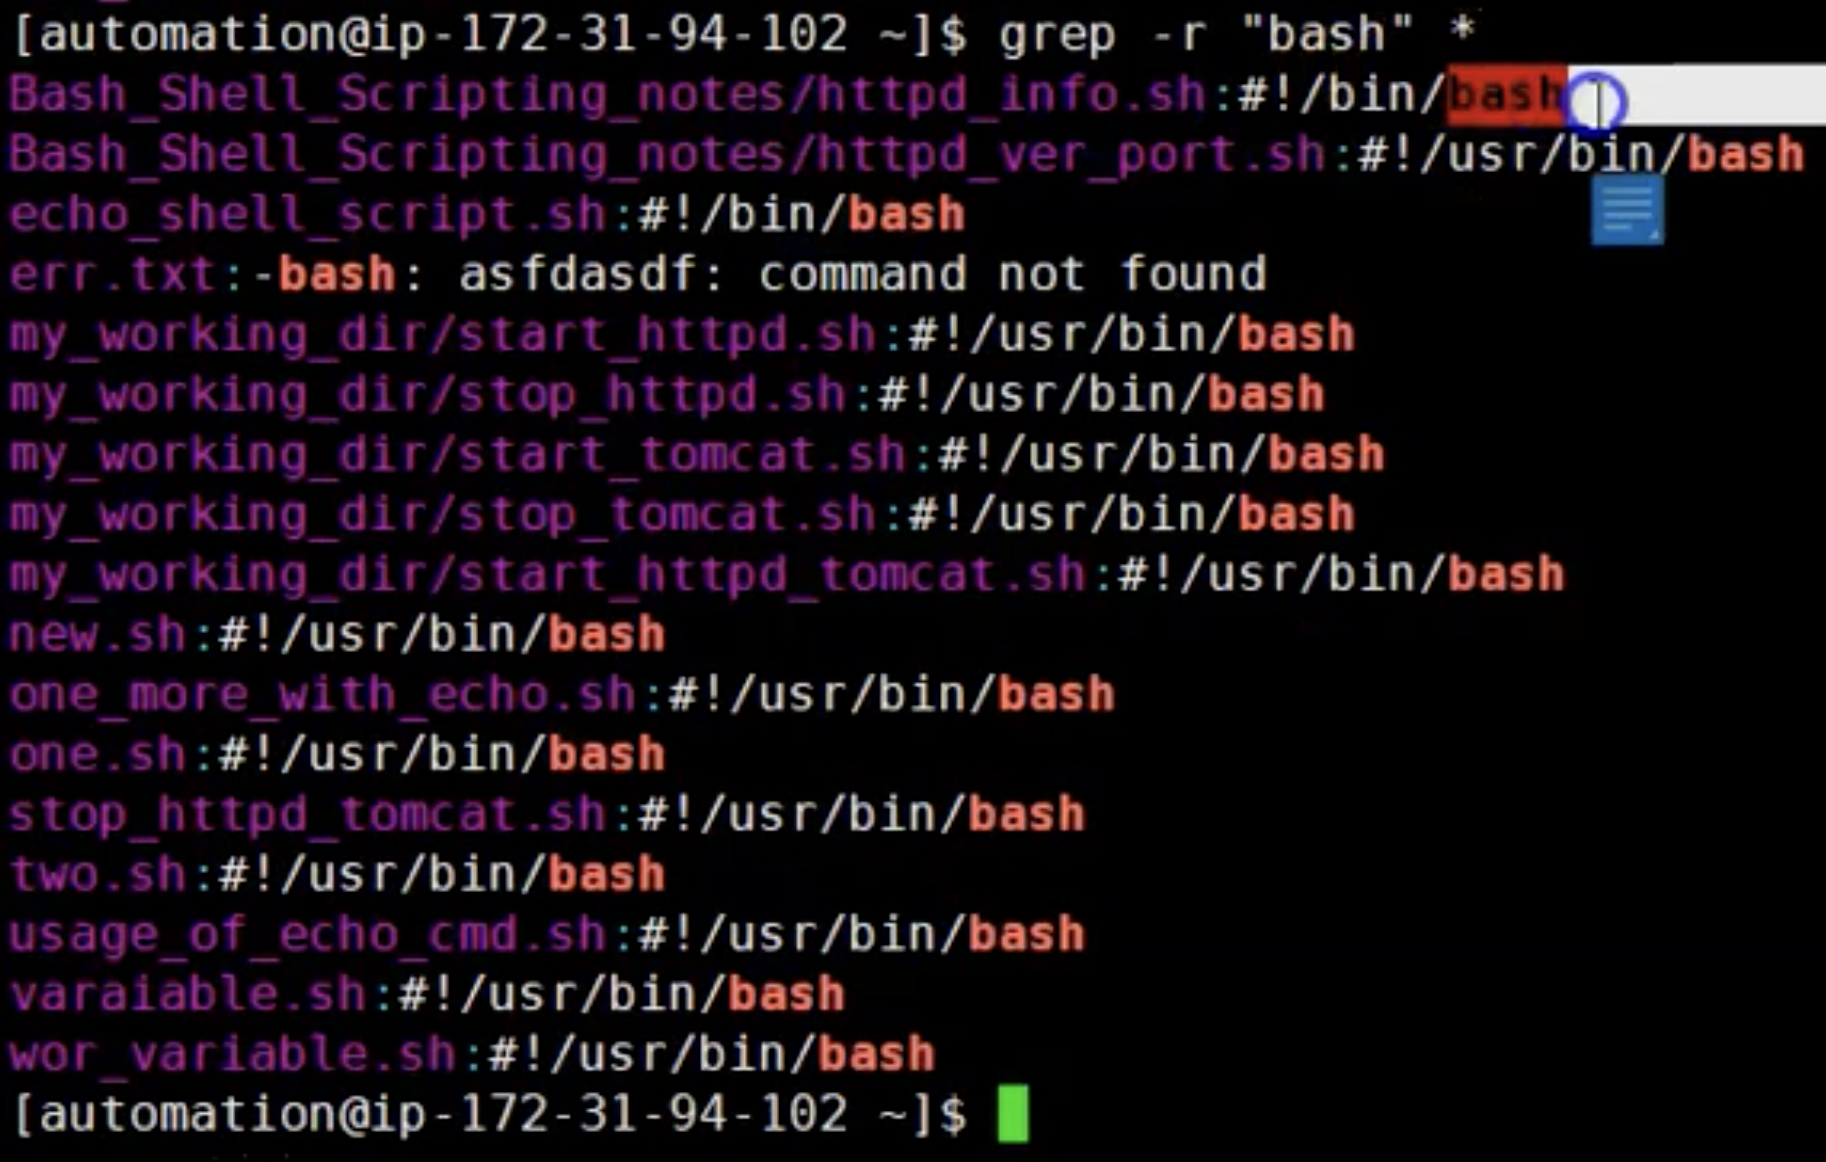 [automation@ip-172-31-94-102 ~]$ grep -r "bash" *
Bash_Shell_Scripting_notes/httpd_info.sh:#!/bin/bash
Bash_Shell_Scripting_notes/httpd_ver_port.sh:#!/usr/bin/bash
echo_shell_script.sh:#!/bin/bash
err.txt:-bash: asfdasdf: command not found
my_working_dir/start_httpd.sh:#!/usr/bin/bash
my_working_dir/stop_httpd.sh:#!/usr/bin/bash
my_working_dir/start_tomcat.sh:#!/usr/bin/bash
my_working_dir/stop_tomcat.sh:#!/usr/bin/bash
my_working_dir/start_httpd_tomcat.sh:#!/usr/bin/bash
new.sh:#!/usr/bin/bash
one_more_with_echo.sh:#!/usr/bin/bash
one.sh:#!/usr/bin/bash
stop_httpd_tomcat.sh:#!/usr/bin/bash
two.sh:#!/usr/bin/bash
usage_of_echo_cmd.sh:#!/usr/bin/bash
varaiable.sh:#!/usr/bin/bash
wor_variable.sh:#!/usr/bin/bash
[automation@ip-172-31-94-102 ~]$